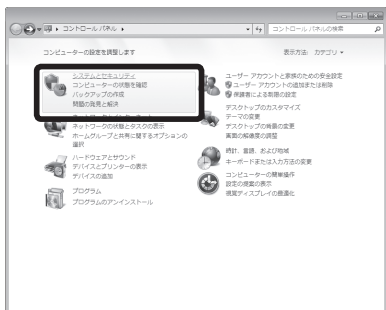 コントロール パネル
コントロール パネルの検索
コンピューターの設定を調整します
表示方法: カテゴリ
システムとセキュリティ
コンピューターの状態を確認
バックアップの作成
問題の発見と解決
ネットワークの状態とタスクの表示
ホームグループと共有に関するオプションの
選択
ハードウェアとサウンド
デバイスとプリンターの表示
デバイスの追加
プログラム
プログラムのアンインストール
ユーザー アカウントと家族のための安全設定
ユーザー アカウントの追加または削除
保護者による制限の設定
デスクトップのカスタマイズ
テーマの変更
デスクトップの背景の変更
画面の解像度の調整
時計、言語、および地域
キーボードまたは入力方法の変更
コンピューターの簡単操作
設定の提案の表示
視覚ディスプレイの最適化